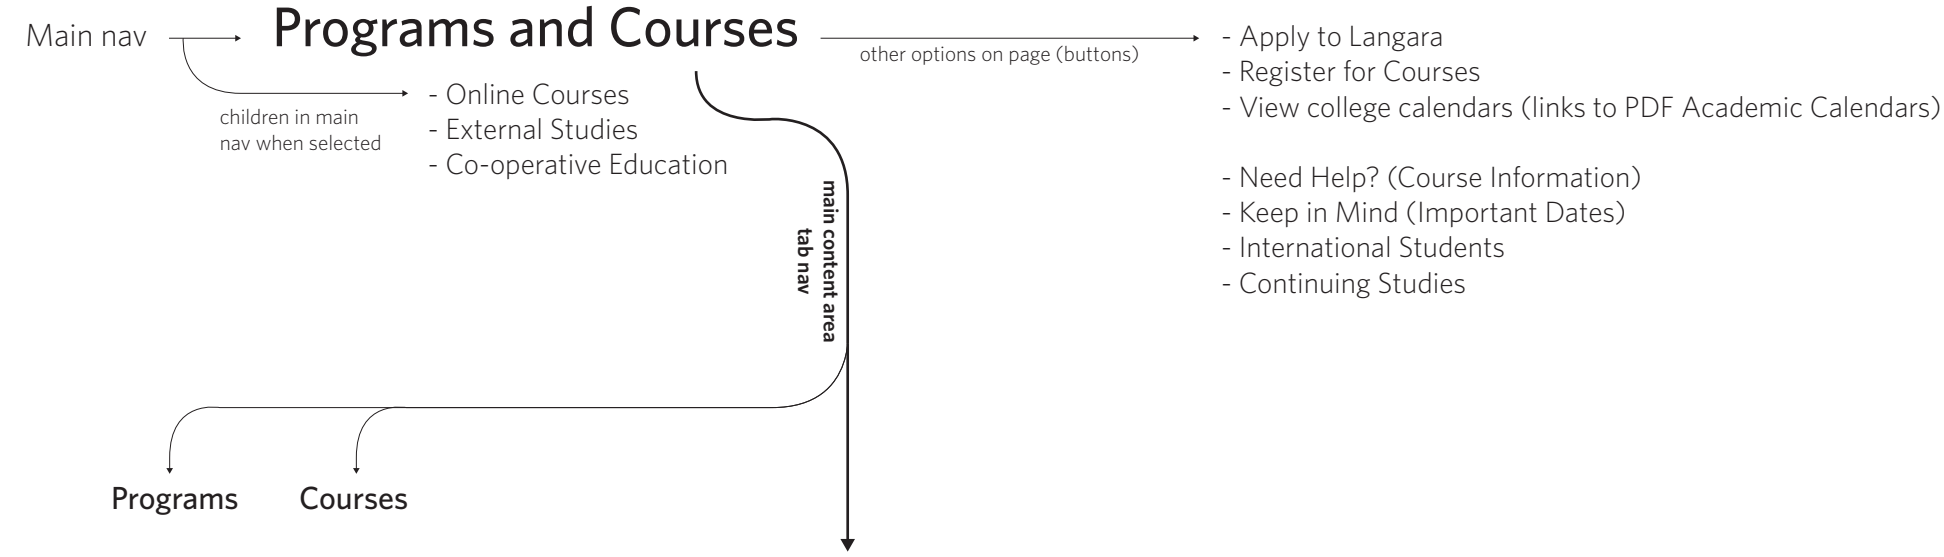 Main nav
Programs and Courses
other options on page (buttons)
- Apply to Langara
- Register for Courses
- View college calendars (links to PDF Academic Calendars)
- Need Help? (Course Information)
- Keep in Mind (Important Dates)
- International Students
- Continuing Studies
children in main
nav when selected
- Online Courses
- External Studies
- Co-operative Education
main content area
tab nav
Programs
Courses